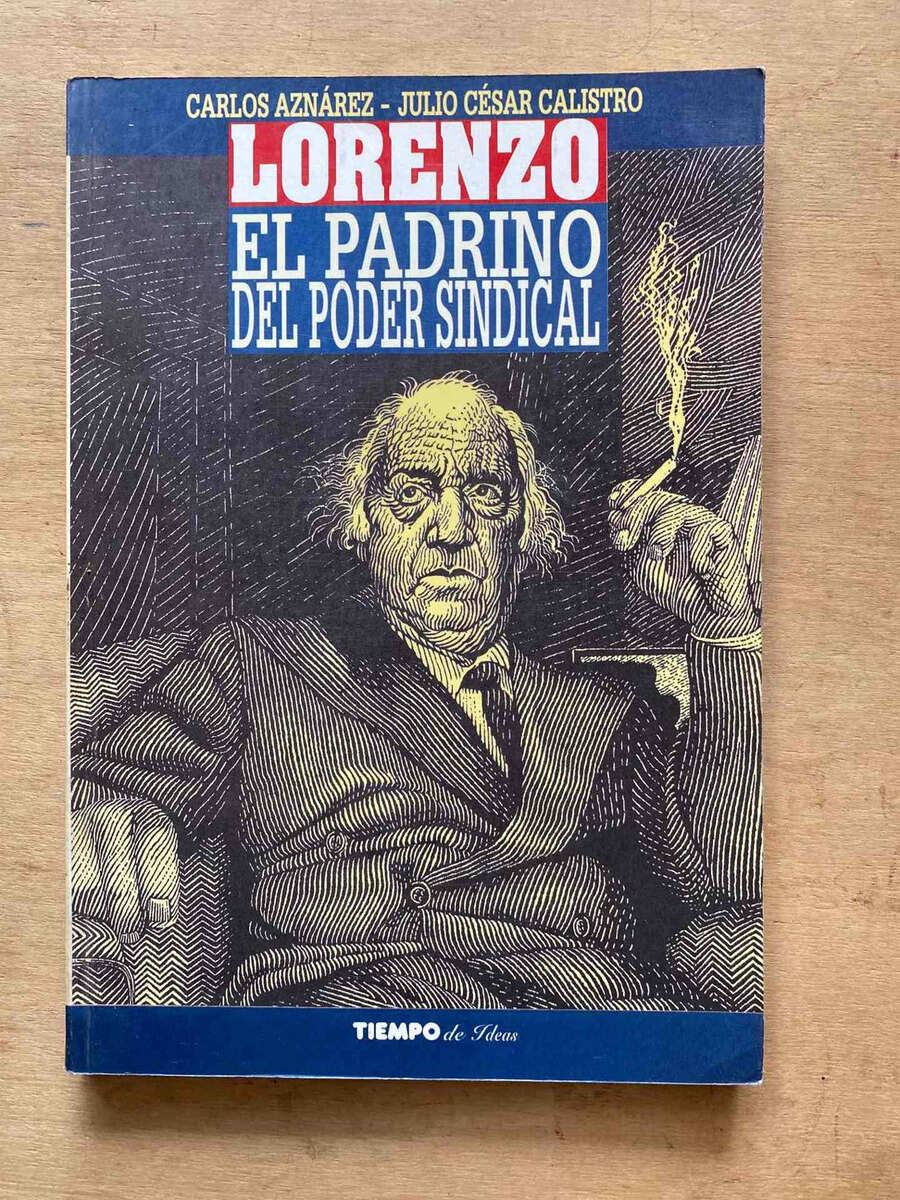 CARLOS AZNÁREZ - JULIO CÉSAR CALISTRO
LORENZO
EL PADRINO
DEL PODER SINDICAL
TIEMPO de Ideas